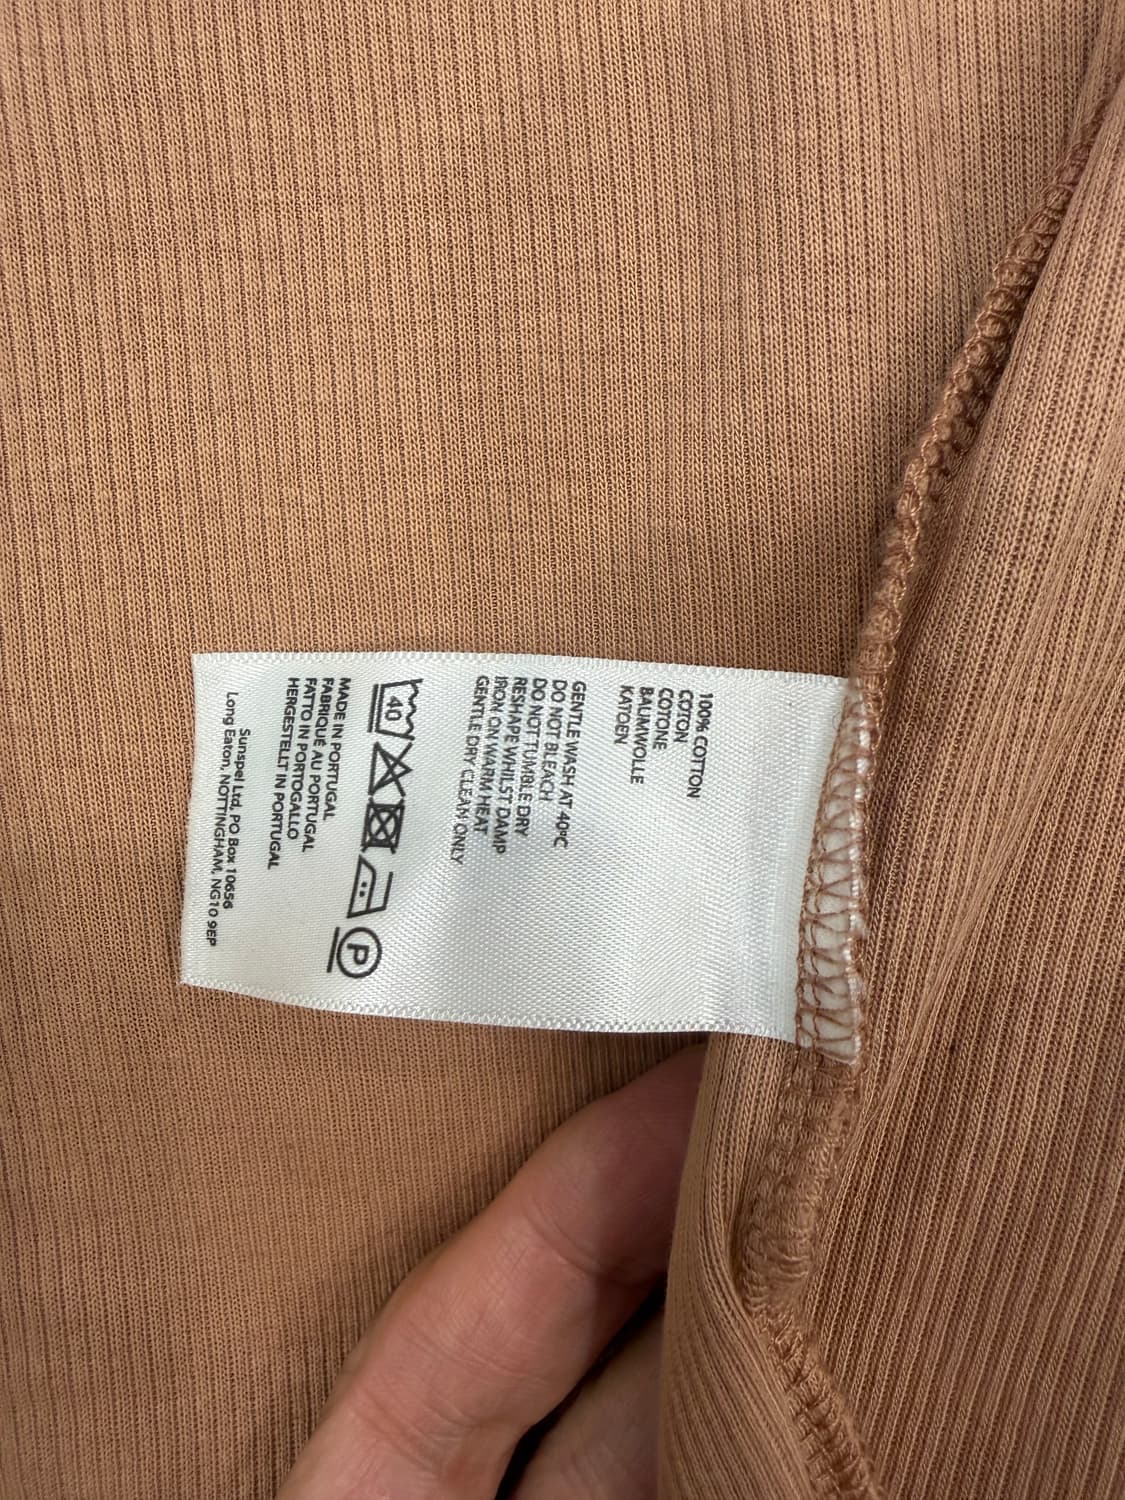 100% COTTON
COTON
COTONE
BAUMWOLLE
KATOEN
GENTLE WASH AT 40ºC
DO NOT BLEACH
DO NOT TUMBLE DRY
RESHAPE WHILST DAMP
IRON ON WARM HEAT
GENTLE DRY CLEAN ONLY
40
P
MADE IN PORTUGAL
FABRIQUÉ AU PORTUGAL
FATTO IN PORTOGALLO
HERGESTELLT IN PORTUGAL
Sunspel Ltd, PO Box 10656
Long Eaton, NOTTINGHAM, NG10 9EP